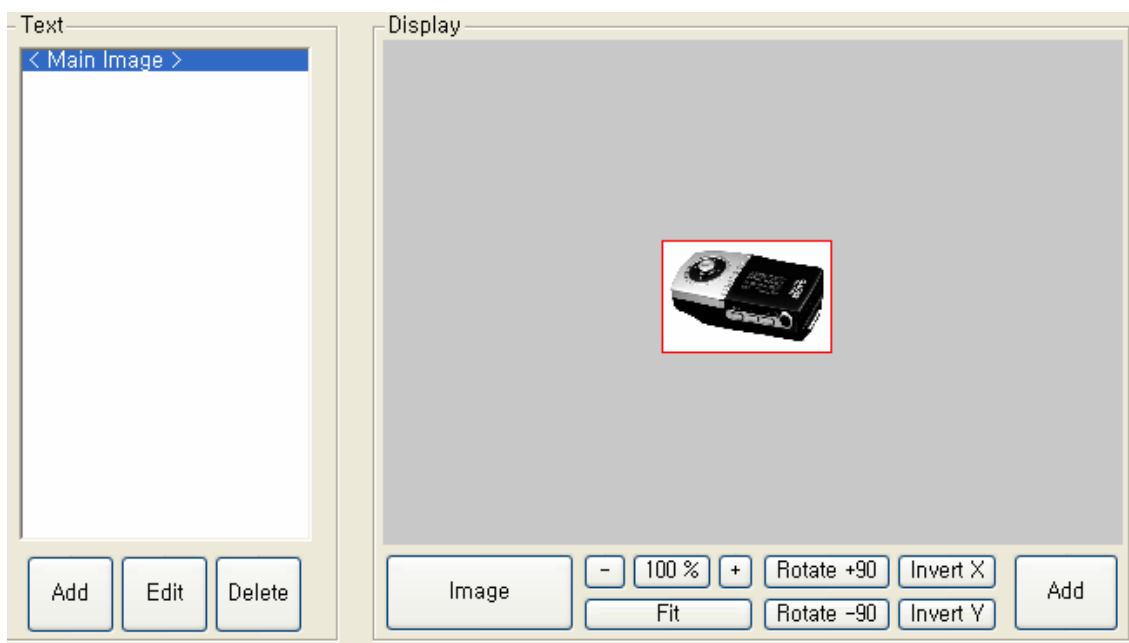 Text
< Main Image >
Add
Edit
Delete
Display
Image
-
100 %
+
Fit
Rotate +90
Rotate -90
Invert X
Invert Y
Add